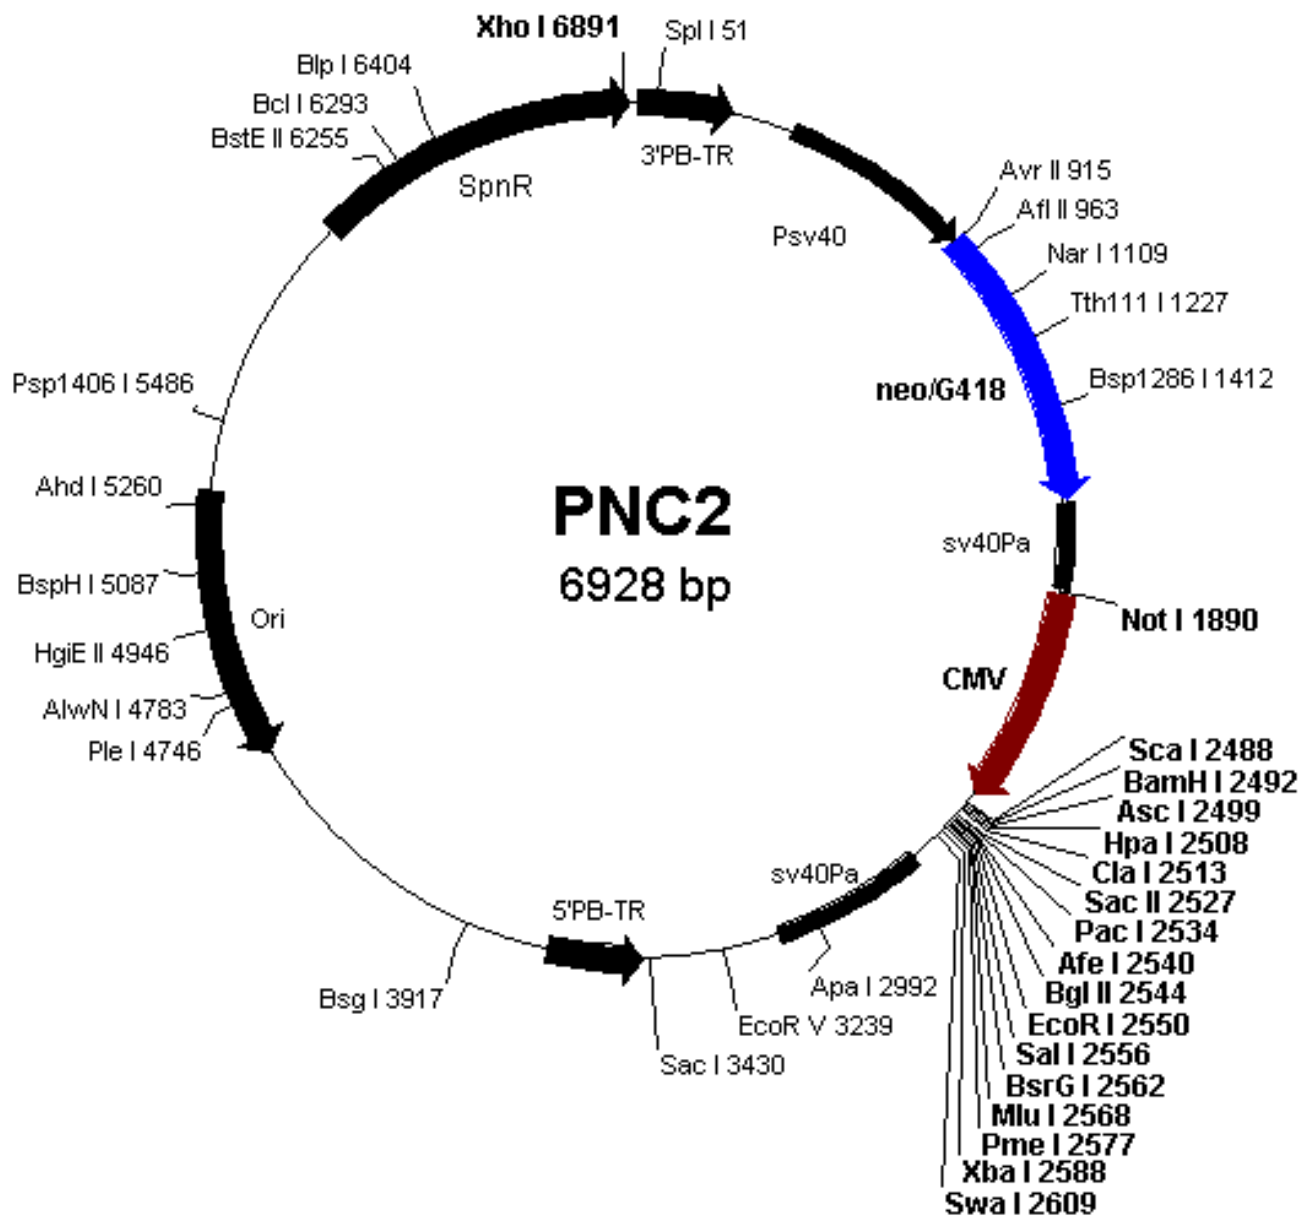 Xho I 6891
Spl I 51
Blp I 6404
Bcl I 6293
BstE II 6255
3'PB-TR
SpnR
Avr II 915
Afl II 963
Psv40
Nar I 1109
Tth111 I 1227
Psp1406 I 5486
Bsp1286 I 1412
neo/G418
Ahd I 5260
PNC2
sv40Pa
6928 bp
BspH I 5087
Ori
Not I 1890
HgiE II 4946
CMV
AlwN I 4783
Ple I 4746
Sca I 2488
BamH I 2492
Asc I 2499
Hpa I 2508
Cla I 2513
sv40Pa
Sac II 2527
5'PB-TR
Pac I 2534
Afe I 2540
Apa I 2992
Bgl II 2544
Bsg I 3917
EcoR V 3239
EcoR I 2550
Sal I 2556
Sac I 3430
BsrG I 2562
Mlu I 2568
Pme I 2577
Xba I 2588
Swa I 2609